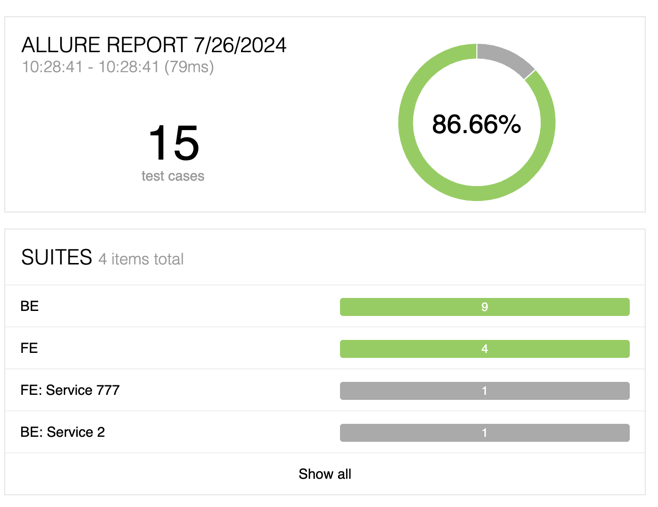 ALLURE REPORT 7/26/2024
10:28:41 - 10:28:41 (79ms)
15
test cases
86.66%
SUITES 4 items total
BE 9
FE 4
FE: Service 777 1
BE: Service 2 1
Show all